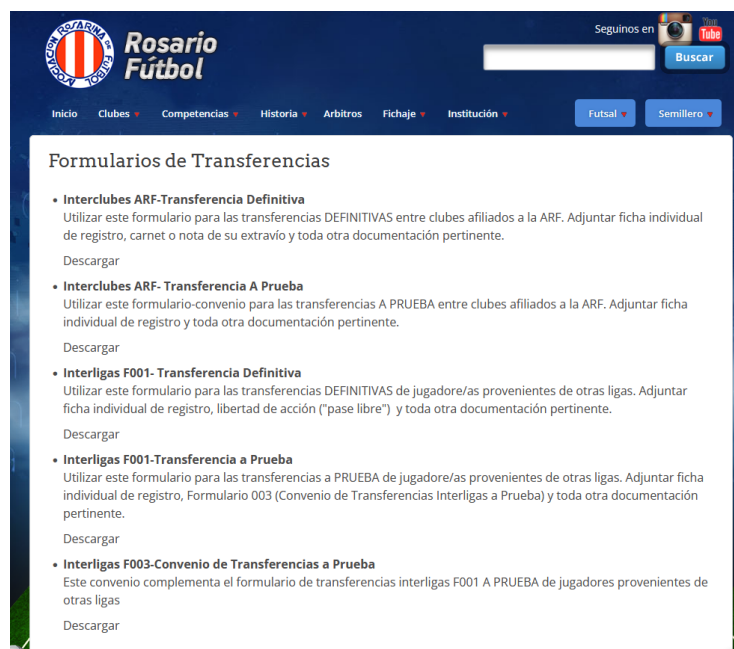 ASOCIACION ROSARINA DE FUTBOL
Rosario
Fútbol
Seguinos en
You
Tube
Buscar
Inicio Clubes Competencias Historia Arbitros Fichaje Institución Futsal Semillero
Formularios de Transferencias
• Interclubes ARF-Transferencia Definitiva
Utilizar este formulario para las transferencias DEFINITIVAS entre clubes afiliados a la ARF. Adjuntar ficha individual
de registro, carnet o nota de su extravío y toda otra documentación pertinente.
Descargar
• Interclubes ARF- Transferencia A Prueba
Utilizar este formulario-convenio para las transferencias A PRUEBA entre clubes afiliados a la ARF. Adjuntar ficha
individual de registro y toda otra documentación pertinente.
Descargar
• Interligas F001- Transferencia Definitiva
Utilizar este formulario para las transferencias DEFINITIVAS de jugadore/as provenientes de otras ligas. Adjuntar
ficha individual de registro, libertad de acción ("pase libre") y toda otra documentación pertinente.
Descargar
• Interligas F001-Transferencia a Prueba
Utilizar este formulario para las transferencias a PRUEBA de jugadore/as provenientes de otras ligas. Adjuntar ficha
individual de registro, Formulario 003 (Convenio de Transferencias Interligas a Prueba) y toda otra documentación
pertinente.
Descargar
• Interligas F003-Convenio de Transferencias a Prueba
Este convenio complementa el formulario de transferencias interligas F001 A PRUEBA de jugadores provenientes de
otras ligas
Descargar